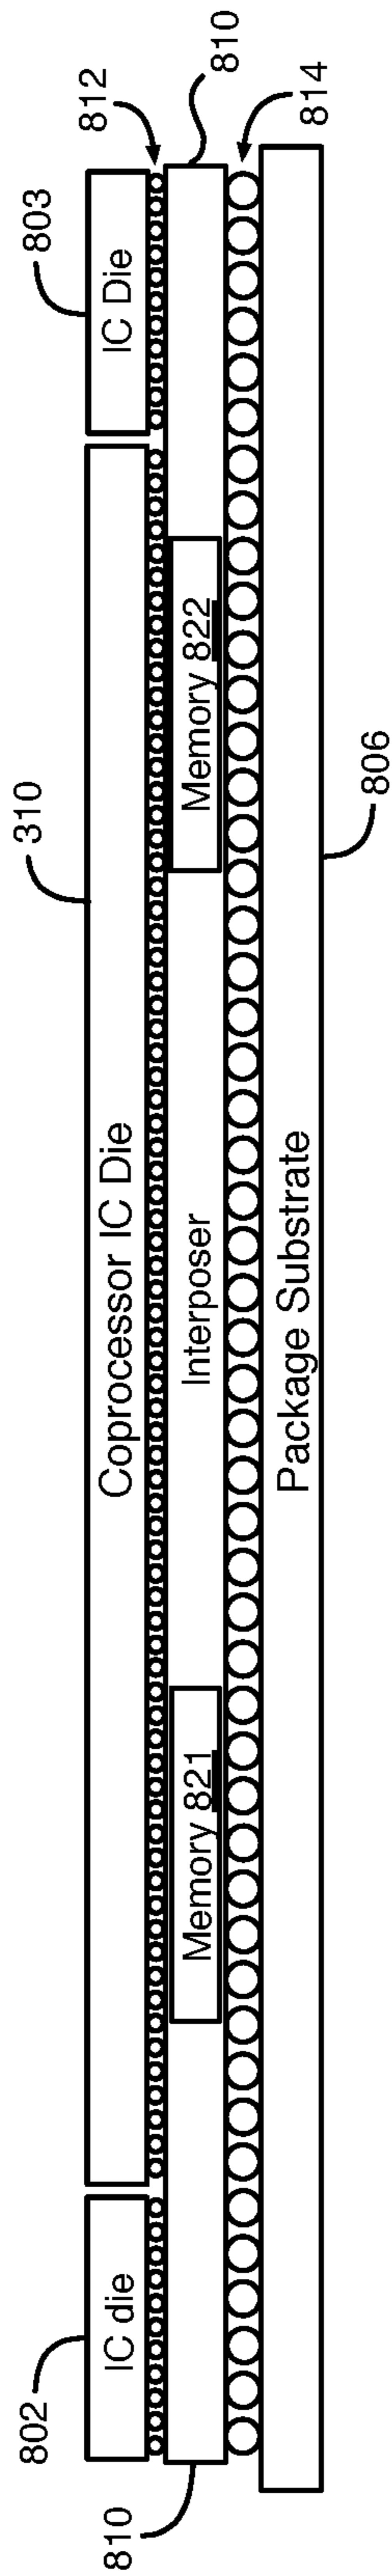 802
310
803
812
IC die
Coprocessor IC Die
IC Die
810
Memory 821
Interposer
Memory 822
810
Package Substrate
814
806